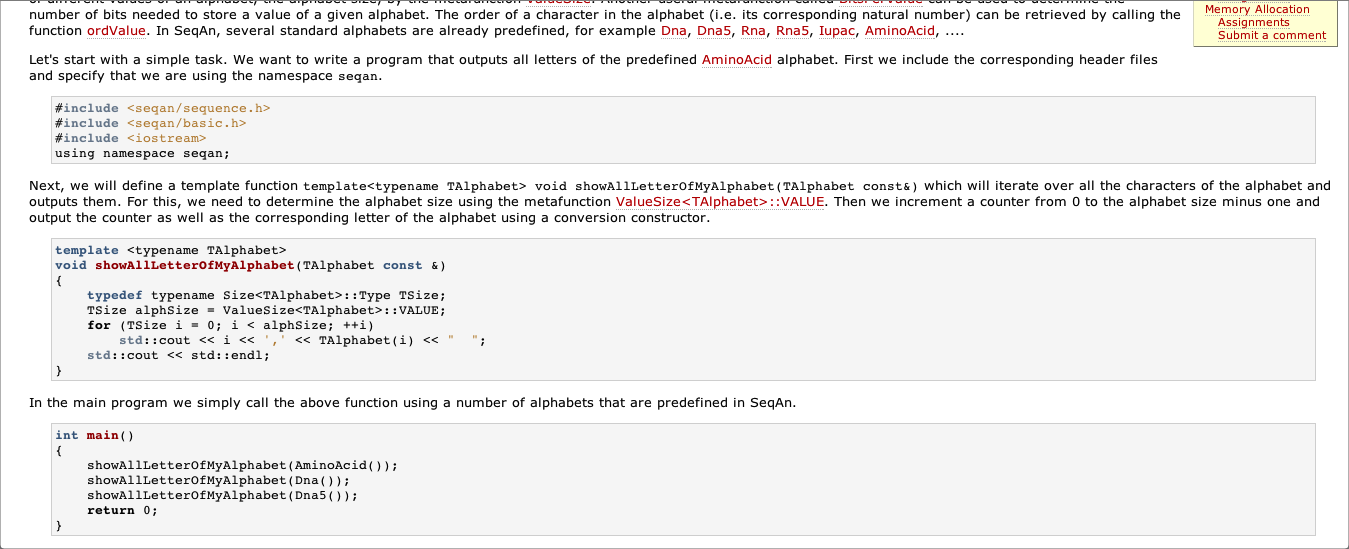 number of bits needed to store a value of a given alphabet. The order of a character in the alphabet (i.e. its corresponding natural number) can be retrieved by calling the
function ordValue. In SeqAn, several standard alphabets are already predefined, for example Dna, Dna5, Rna, Rna5, Iupac, AminoAcid, ....
Memory Allocation
Assignments
Submit a comment
Let's start with a simple task. We want to write a program that outputs all letters of the predefined AminoAcid alphabet. First we include the corresponding header files
and specify that we are using the namespace seqan.
#include <seqan/sequence.h>
#include <seqan/basic.h>
#include <iostream>
using namespace seqan;
Next, we will define a template function template<typename TAlphabet> void showAllLetterOfMyAlphabet(TAlphabet const&) which will iterate over all the characters of the alphabet and
outputs them. For this, we need to determine the alphabet size using the metafunction ValueSize<TAlphabet>::VALUE. Then we increment a counter from 0 to the alphabet size minus one and
output the counter as well as the corresponding letter of the alphabet using a conversion constructor.
template <typename TAlphabet>
void showAllLetterOfMyAlphabet(TAlphabet const &)
{
    typedef typename Size<TAlphabet>::Type TSize;
    TSize alphSize = ValueSize<TAlphabet>::VALUE;
    for (TSize i = 0; i < alphSize; ++i)
        std::cout << i << ',' << TAlphabet(i) << "  ";
    std::cout << std::endl;
}
In the main program we simply call the above function using a number of alphabets that are predefined in SeqAn.
int main()
{
    showAllLetterOfMyAlphabet(AminoAcid());
    showAllLetterOfMyAlphabet(Dna());
    showAllLetterOfMyAlphabet(Dna5());
    return 0;
}